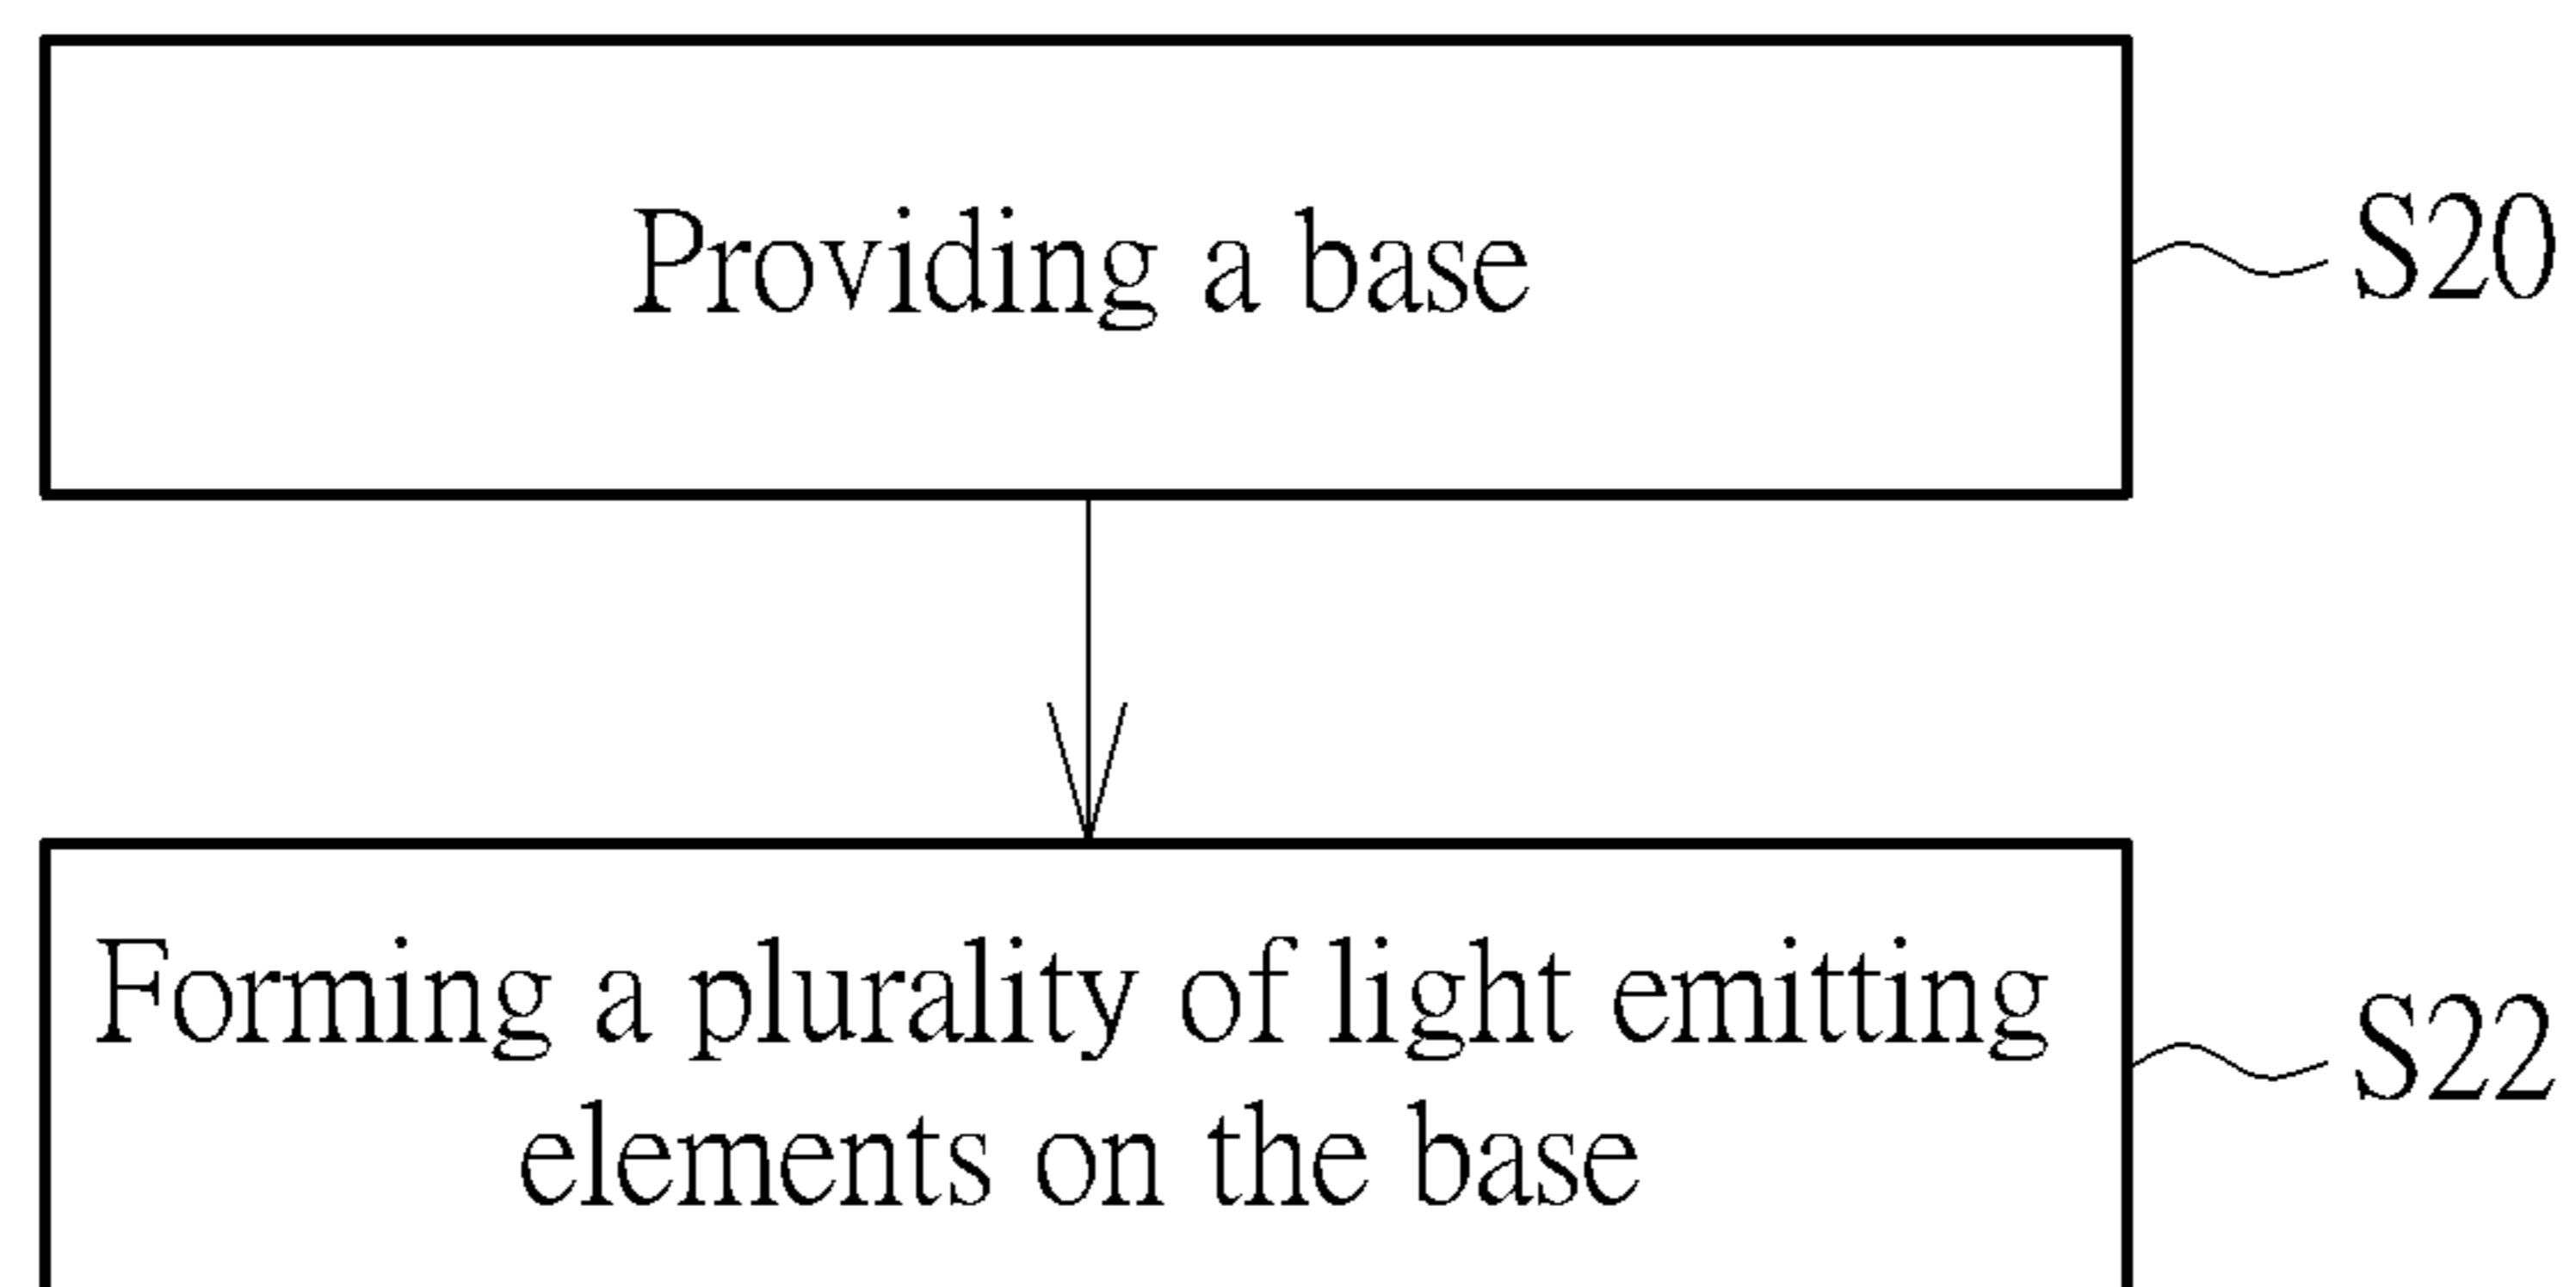 Providing a base
S20
Forming a plurality of light emitting
elements on the base
S22